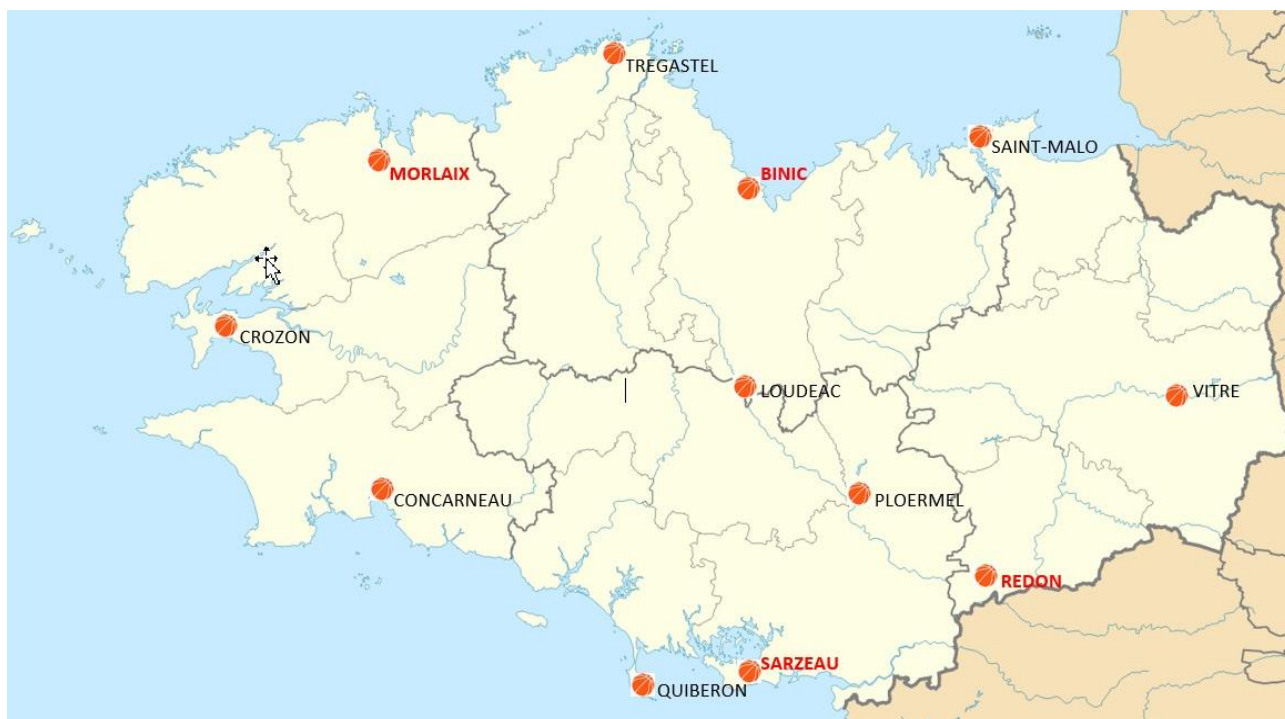 TREGASTEL
SAINT-MALO
MORLAIX
BINIC
CROZON
LOUDEAC
VITRE
CONCARNEAU
PLOERMEL
REDON
SARZEAU
QUIBERON